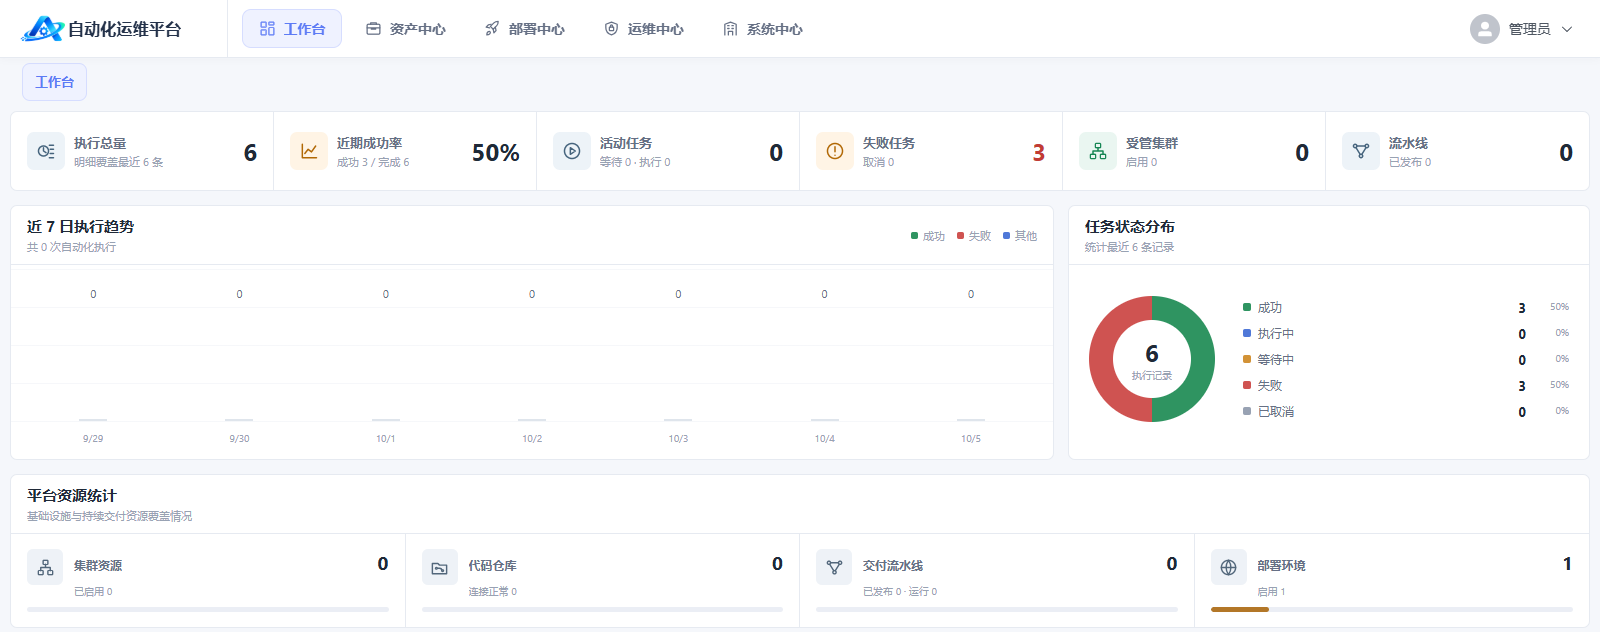 自动化运维平台
工作台
资产中心
部署中心
运维中心
系统中心
管理员
工作台
执行总量
明细覆盖最近 6 条
6
近期成功率
成功 3 / 完成 6
50%
活动任务
等待 0 · 执行 0
0
失败任务
取消 0
3
受管集群
启用 0
0
流水线
已发布 0
0
近 7 日执行趋势
共 0 次自动化执行
成功
失败
其他
0
0
0
0
0
0
0
9/29
9/30
10/1
10/2
10/3
10/4
10/5
任务状态分布
统计最近 6 条记录
6
执行记录
成功 3 50%
执行中 0 0%
等待中 0 0%
失败 3 50%
已取消 0 0%
平台资源统计
基础设施与持续交付资源覆盖情况
集群资源
0
已启用 0
代码仓库
0
连接正常 0
交付流水线
0
已发布 0 · 运行 0
部署环境
1
启用 1